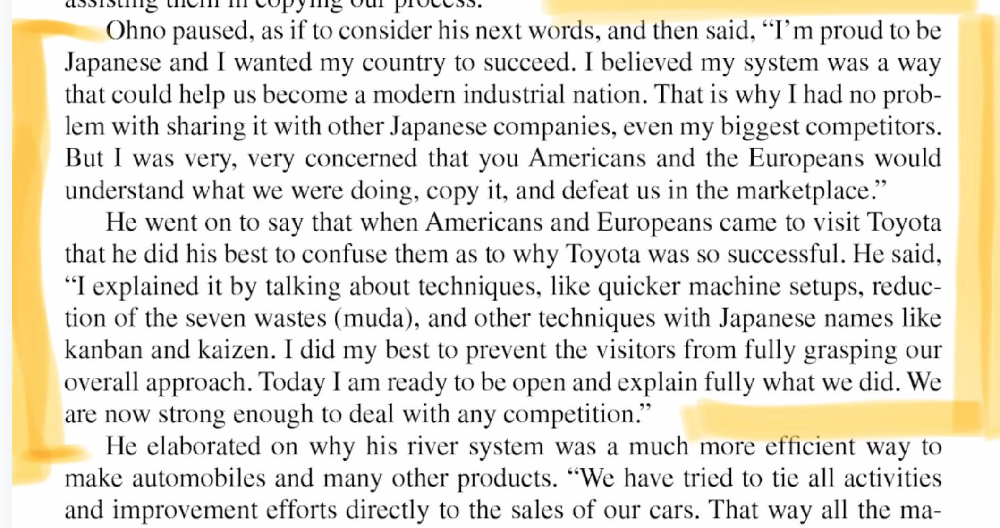 assisting them in copying our process.
Ohno paused, as if to consider his next words, and then said, “I’m proud to be
Japanese and I wanted my country to succeed. I believed my system was a way
that could help us become a modern industrial nation. That is why I had no prob-
lem with sharing it with other Japanese companies, even my biggest competitors.
But I was very, very concerned that you Americans and the Europeans would
understand what we were doing, copy it, and defeat us in the marketplace.”
He went on to say that when Americans and Europeans came to visit Toyota
that he did his best to confuse them as to why Toyota was so successful. He said,
“I explained it by talking about techniques, like quicker machine setups, reduc-
tion of the seven wastes (muda), and other techniques with Japanese names like
kanban and kaizen. I did my best to prevent the visitors from fully grasping our
overall approach. Today I am ready to be open and explain fully what we did. We
are now strong enough to deal with any competition.”
He elaborated on why his river system was a much more efficient way to
make automobiles and many other products. “We have tried to tie all activities
and improvement efforts directly to the sales of our cars. That way all the ma-